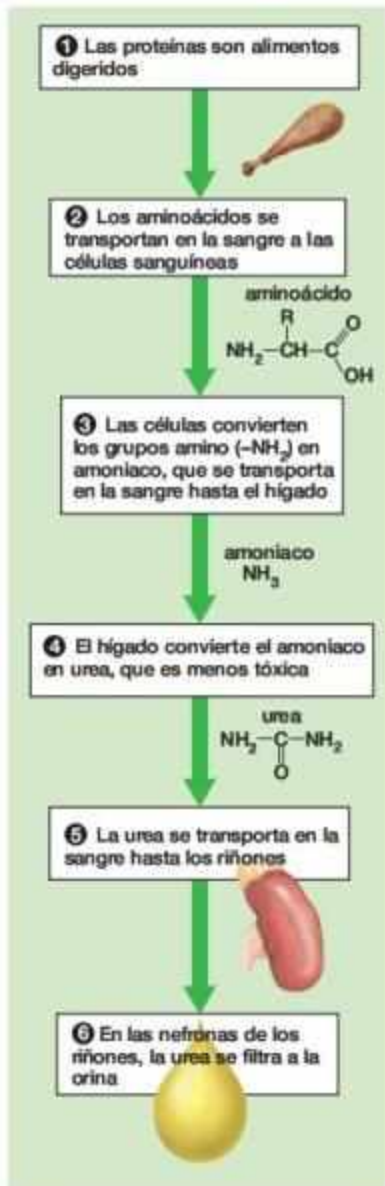 ❶ Las proteínas son alimentos
digeridos
❷ Los aminoácidos se
transportan en la sangre a las
células sanguíneas
aminoácido
R
O
NH₂–CH–C
OH
❸ Las células convierten
los grupos amino (–NH₂) en
amoniaco, que se transporta
en la sangre hasta el hígado
amoniaco
NH₃
❹ El hígado convierte el amoniaco
en urea, que es menos tóxica
urea
NH₂–C–NH₂
O
❺ La urea se transporta en la
sangre hasta los riñones
❻ En las nefronas de los
riñones, la urea se filtra a la
orina